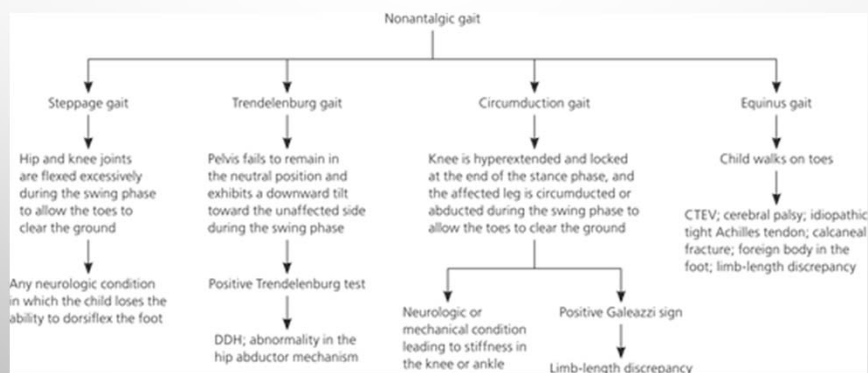 Nonantalgic gait
Steppage gait
Trendelenburg gait
Circumduction gait
Equinus gait
Hip and knee joints
are flexed excessively
during the swing phase
to allow the toes to
clear the ground
Pelvis fails to remain in
the neutral position and
exhibits a downward tilt
toward the unaffected side
during the swing phase
Knee is hyperextended and locked
at the end of the stance phase, and
the affected leg is circumducted or
abducted during the swing phase to
allow the toes to clear the ground
Child walks on toes
Any neurologic condition
in which the child loses the
ability to dorsiflex the foot
Positive Trendelenburg test
DDH; abnormality in the
hip abductor mechanism
Neurologic or
mechanical condition
leading to stiffness in
the knee or ankle
Positive Galeazzi sign
Limb-length discrepancy
CTEV; cerebral palsy; idiopathic
tight Achilles tendon; calcaneal
fracture; foreign body in the
foot; limb-length discrepancy